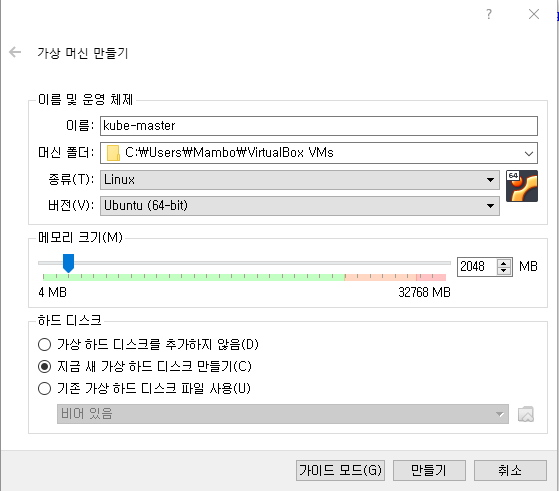 ?
가상 머신 만들기
이름 및 운영 체제
이름: kube-master
머신 폴더: C:₩Users₩Mambo₩VirtualBox VMs
종류(T): Linux
64
버전(V): Ubuntu (64-bit)
메모리 크기(M)
2048 MB
4 MB 32768 MB
하드 디스크
가상 하드 디스크를 추가하지 않음(D)
지금 새 가상 하드 디스크 만들기(C)
기존 가상 하드 디스크 파일 사용(U)
비어 있음
가이드 모드(G) 만들기 취소